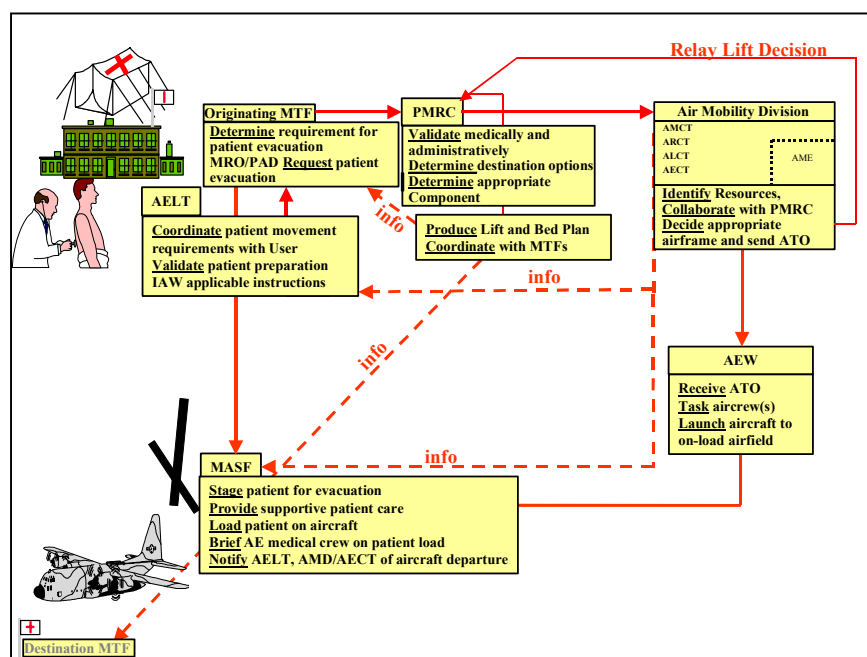 Relay Lift Decision
Originating MTF
Determine requirement for
patient evacuation
MRO/PAD Request patient
evacuation
PMRC
Validate medically and
administratively
Determine destination options
Determine appropriate
Component
Air Mobility Division
AMCT
ARCT
ALCT
AECT
AME
Identify Resources,
Collaborate with PMRC
Decide appropriate
airframe and send ATO
AELT
Coordinate patient movement
requirements with User
Validate patient preparation
IAW applicable instructions
info
Produce Lift and Bed Plan
Coordinate with MTFs
info
info
AEW
Receive ATO
Task aircrew(s)
Launch aircraft to
on-load airfield
info
MASF
Stage patient for evacuation
Provide supportive patient care
Load patient on aircraft
Brief AE medical crew on patient load
Notify AELT, AMD/AECT of aircraft departure
Destination MTF